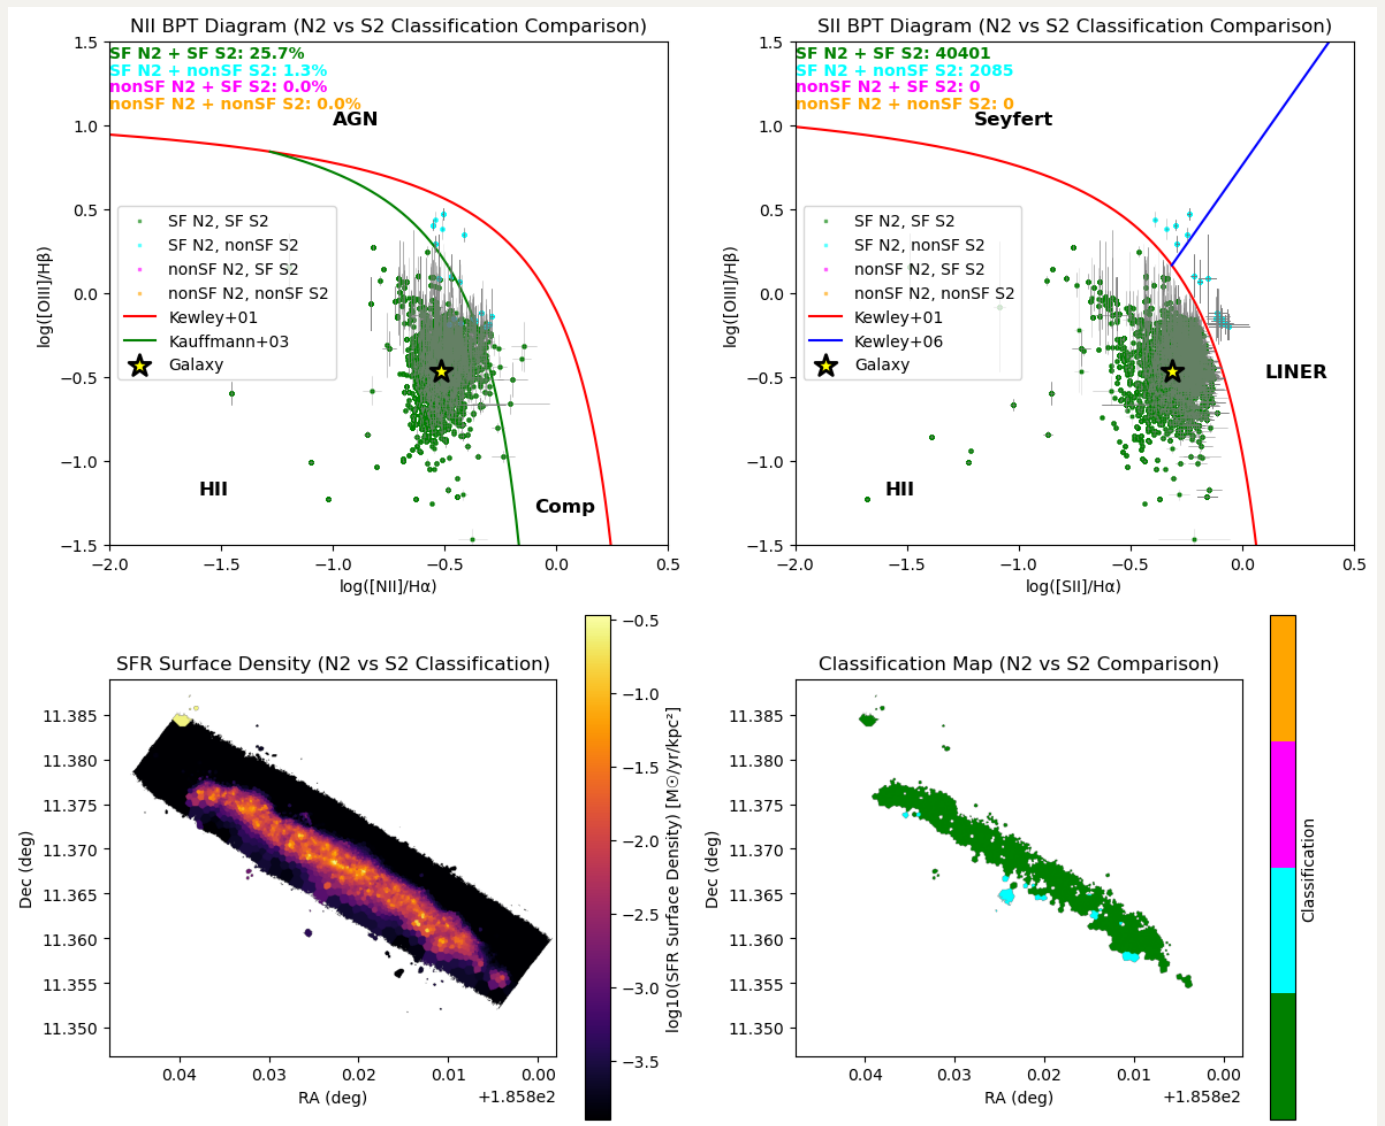 NII BPT Diagram (N2 vs S2 Classification Comparison)
SF N2 + SF S2: 25.7%
SF N2 + nonSF S2: 1.3%
nonSF N2 + SF S2: 0.0%
nonSF N2 + nonSF S2: 0.0%
AGN
SF N2, SF S2
SF N2, nonSF S2
nonSF N2, SF S2
nonSF N2, nonSF S2
Kewley+01
Kauffmann+03
Galaxy
HII
Comp
1.5
1.0
0.5
0.0
−0.5
−1.0
−1.5
log([OIII]/Hβ)
−2.0 −1.5 −1.0 −0.5 0.0 0.5
log([NII]/Hα)
SII BPT Diagram (N2 vs S2 Classification Comparison)
SF N2 + SF S2: 40401
SF N2 + nonSF S2: 2085
nonSF N2 + SF S2: 0
nonSF N2 + nonSF S2: 0
Seyfert
SF N2, SF S2
SF N2, nonSF S2
nonSF N2, SF S2
nonSF N2, nonSF S2
Kewley+01
Kewley+06
Galaxy
LINER
HII
1.5
1.0
0.5
0.0
−0.5
−1.0
−1.5
log([OIII]/Hβ)
−2.0 −1.5 −1.0 −0.5 0.0 0.5
log([SII]/Hα)
SFR Surface Density (N2 vs S2 Classification)
11.385
11.380
11.375
11.370
11.365
11.360
11.355
11.350
Dec (deg)
0.04 0.03 0.02 0.01 0.00
RA (deg)
+1.858e2
−0.5
−1.0
−1.5
−2.0
−2.5
−3.0
−3.5
log10(SFR Surface Density) [M☉/yr/kpc²]
Classification Map (N2 vs S2 Comparison)
11.385
11.380
11.375
11.370
11.365
11.360
11.355
11.350
Dec (deg)
0.04 0.03 0.02 0.01 0.00
RA (deg)
+1.858e2
Classification